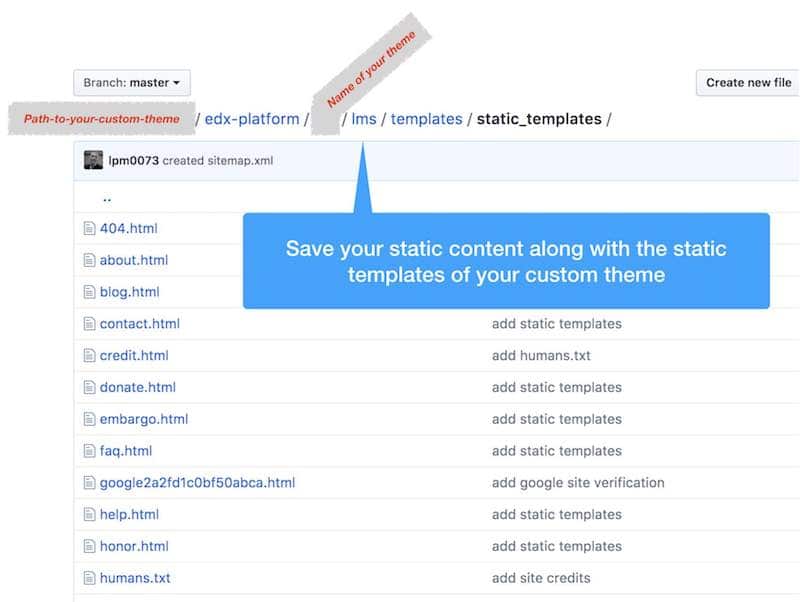 Name of your theme
Branch: master
Create new file
Path-to-your-custom-theme / edx-platform / / lms / templates / static_templates /
lpm0073 created sitemap.xml
..
404.html
Save your static content along with the static
templates of your custom theme
about.html
blog.html
contact.html add static templates
credit.html add humans.txt
donate.html add static templates
embargo.html add static templates
faq.html add static templates
google2a2fd1c0bf50abca.html add google site verification
help.html add static templates
honor.html add static templates
humans.txt add site credits